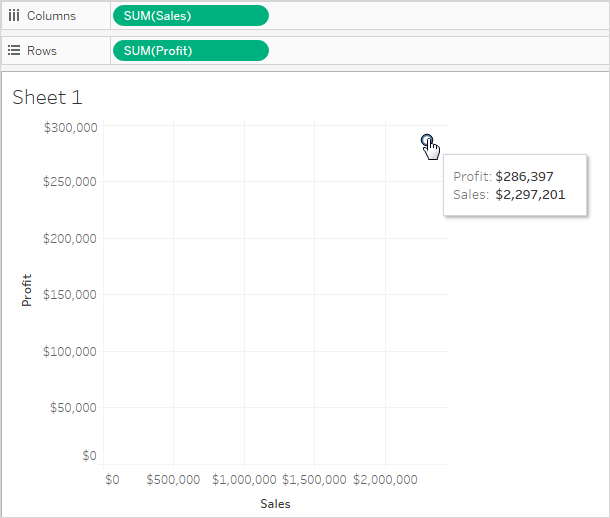 Columns SUM(Sales)
Rows SUM(Profit)
Sheet 1
$300,000
$250,000
$200,000
$150,000
$100,000
$50,000
$0
Profit
Profit: $286,397
Sales: $2,297,201
$0 $500,000 $1,000,000 $1,500,000 $2,000,000
Sales